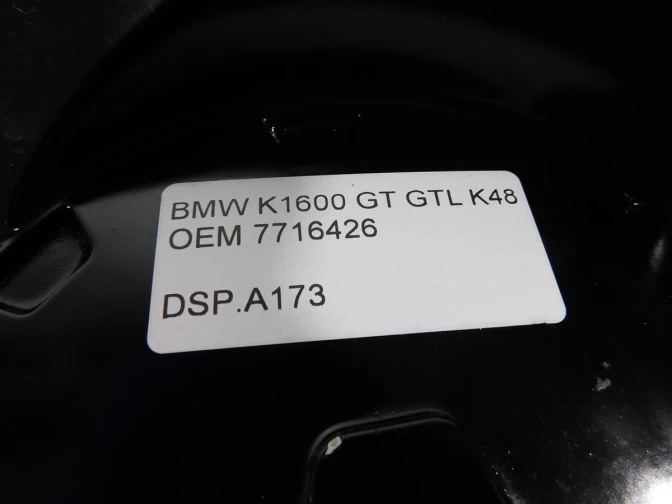 BMW K1600 GT GTL K48
OEM 7716426
DSP.A173